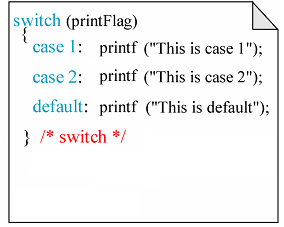 switch (printFlag)
{
case 1: printf ("This is case 1");
case 2: printf ("This is case 2");
default: printf ("This is default");
} /* switch */